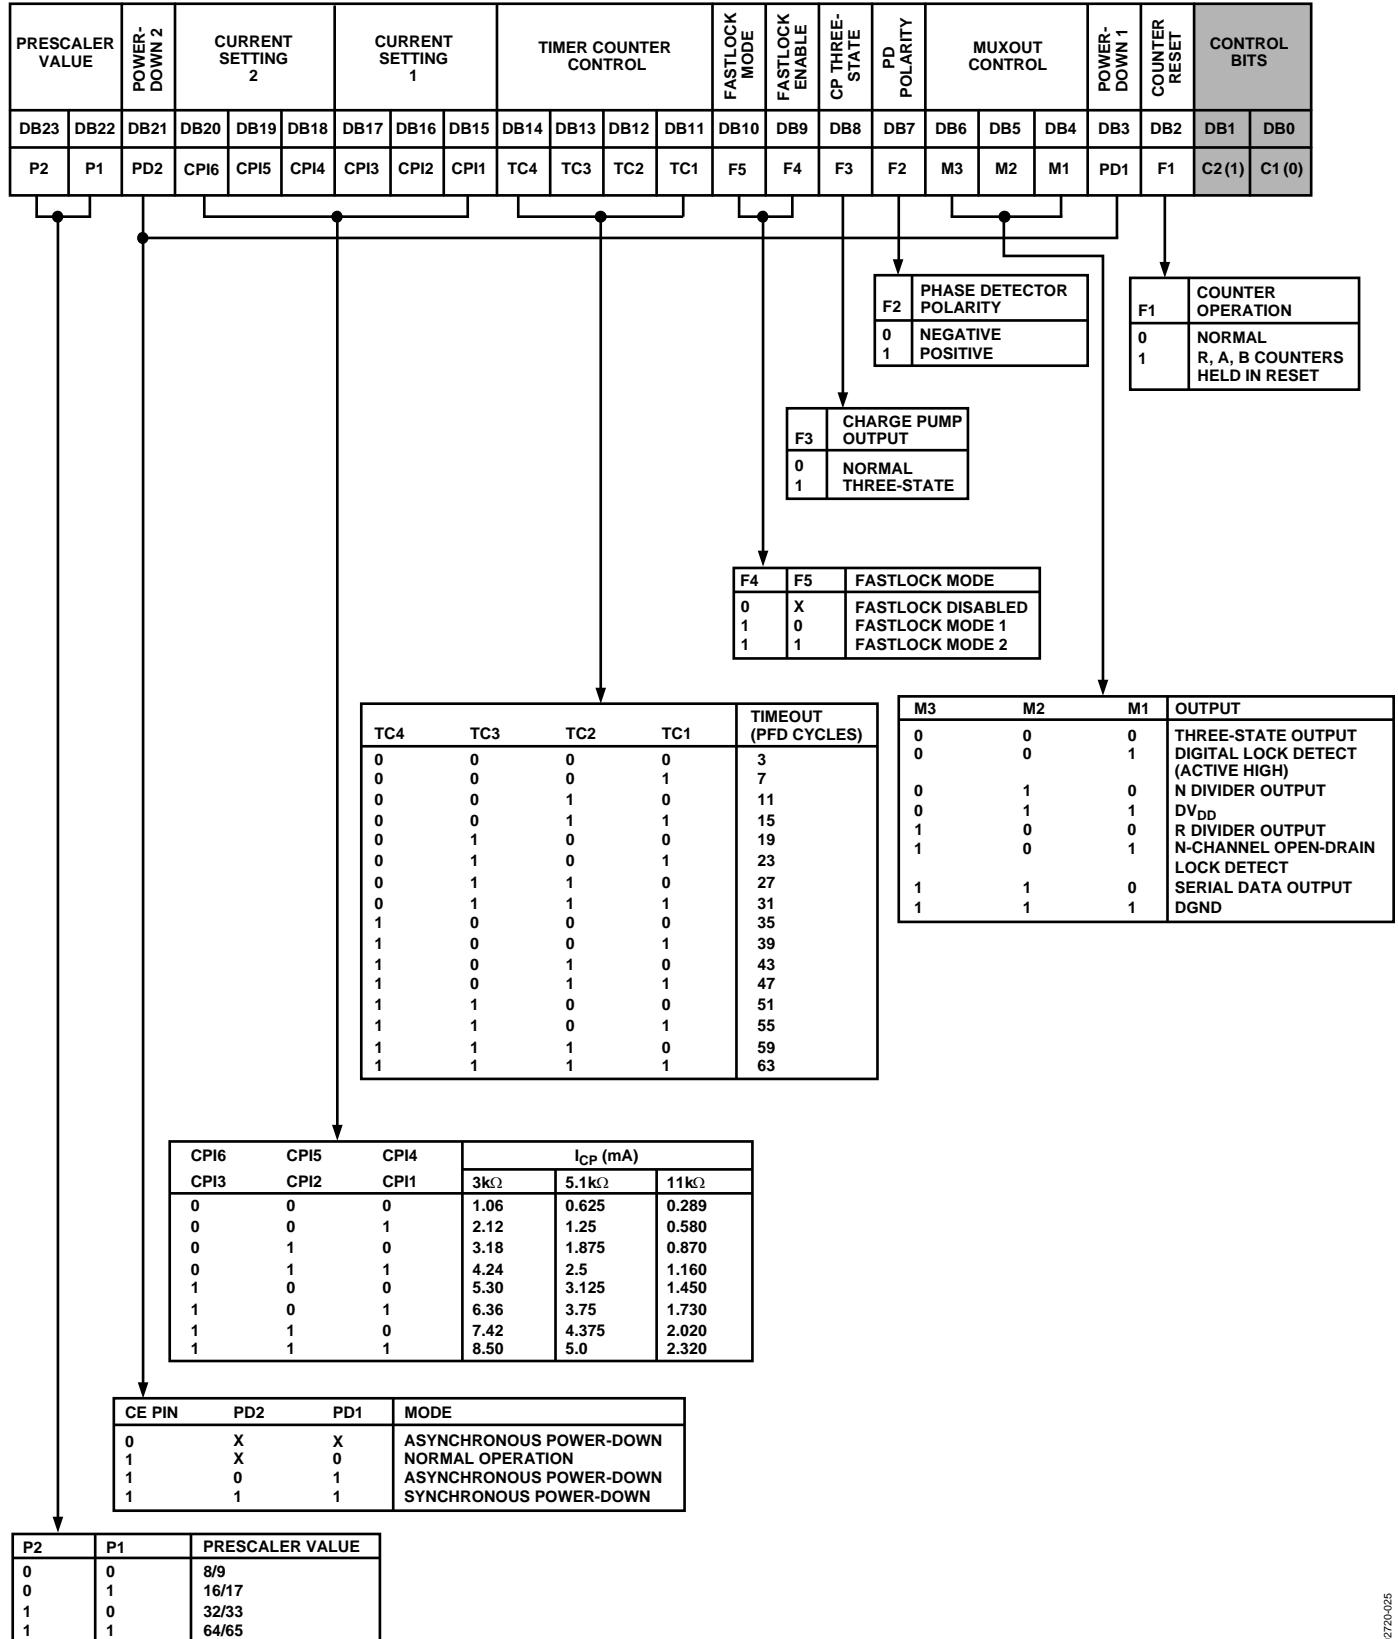 PRESCALER
VALUE
POWER-
DOWN 2
CURRENT
SETTING
2
CURRENT
SETTING
1
TIMER COUNTER
CONTROL
FASTLOCK
MODE
FASTLOCK
ENABLE
CP THREE-
STATE
PD
POLARITY
MUXOUT
CONTROL
POWER-
DOWN 1
COUNTER
RESET
CONTROL
BITS
DB23 DB22 DB21 DB20 DB19 DB18 DB17 DB16 DB15 DB14 DB13 DB12 DB11 DB10 DB9 DB8 DB7 DB6 DB5 DB4 DB3 DB2 DB1 DB0
P2 P1 PD2 CPI6 CPI5 CPI4 CPI3 CPI2 CPI1 TC4 TC3 TC2 TC1 F5 F4 F3 F2 M3 M2 M1 PD1 F1 C2 (1) C1 (0)
F2 PHASE DETECTOR
POLARITY
0 NEGATIVE
1 POSITIVE
F1 COUNTER
OPERATION
0 NORMAL
1 R, A, B COUNTERS
HELD IN RESET
F3 CHARGE PUMP
OUTPUT
0 NORMAL
1 THREE-STATE
F4 F5 FASTLOCK MODE
0 X FASTLOCK DISABLED
1 0 FASTLOCK MODE 1
1 1 FASTLOCK MODE 2
TC4 TC3 TC2 TC1 TIMEOUT
(PFD CYCLES)
0 0 0 0 3
0 0 0 1 7
0 0 1 0 11
0 0 1 1 15
0 1 0 0 19
0 1 0 1 23
0 1 1 0 27
0 1 1 1 31
1 0 0 0 35
1 0 0 1 39
1 0 1 0 43
1 0 1 1 47
1 1 0 0 51
1 1 0 1 55
1 1 1 0 59
1 1 1 1 63
M3 M2 M1 OUTPUT
0 0 0 THREE-STATE OUTPUT
0 0 1 DIGITAL LOCK DETECT
(ACTIVE HIGH)
0 1 0 N DIVIDER OUTPUT
0 1 1 DVDD
1 0 0 R DIVIDER OUTPUT
1 0 1 N-CHANNEL OPEN-DRAIN
LOCK DETECT
1 1 0 SERIAL DATA OUTPUT
1 1 1 DGND
CPI6 CPI5 CPI4 ICP (mA)
CPI3 CPI2 CPI1 3kΩ 5.1kΩ 11kΩ
0 0 0 1.06 0.625 0.289
0 0 1 2.12 1.25 0.580
0 1 0 3.18 1.875 0.870
0 1 1 4.24 2.5 1.160
1 0 0 5.30 3.125 1.450
1 0 1 6.36 3.75 1.730
1 1 0 7.42 4.375 2.020
1 1 1 8.50 5.0 2.320
CE PIN PD2 PD1 MODE
0 X X ASYNCHRONOUS POWER-DOWN
1 X 0 NORMAL OPERATION
1 0 1 ASYNCHRONOUS POWER-DOWN
1 1 1 SYNCHRONOUS POWER-DOWN
P2 P1 PRESCALER VALUE
0 0 8/9
0 1 16/17
1 0 32/33
1 1 64/65